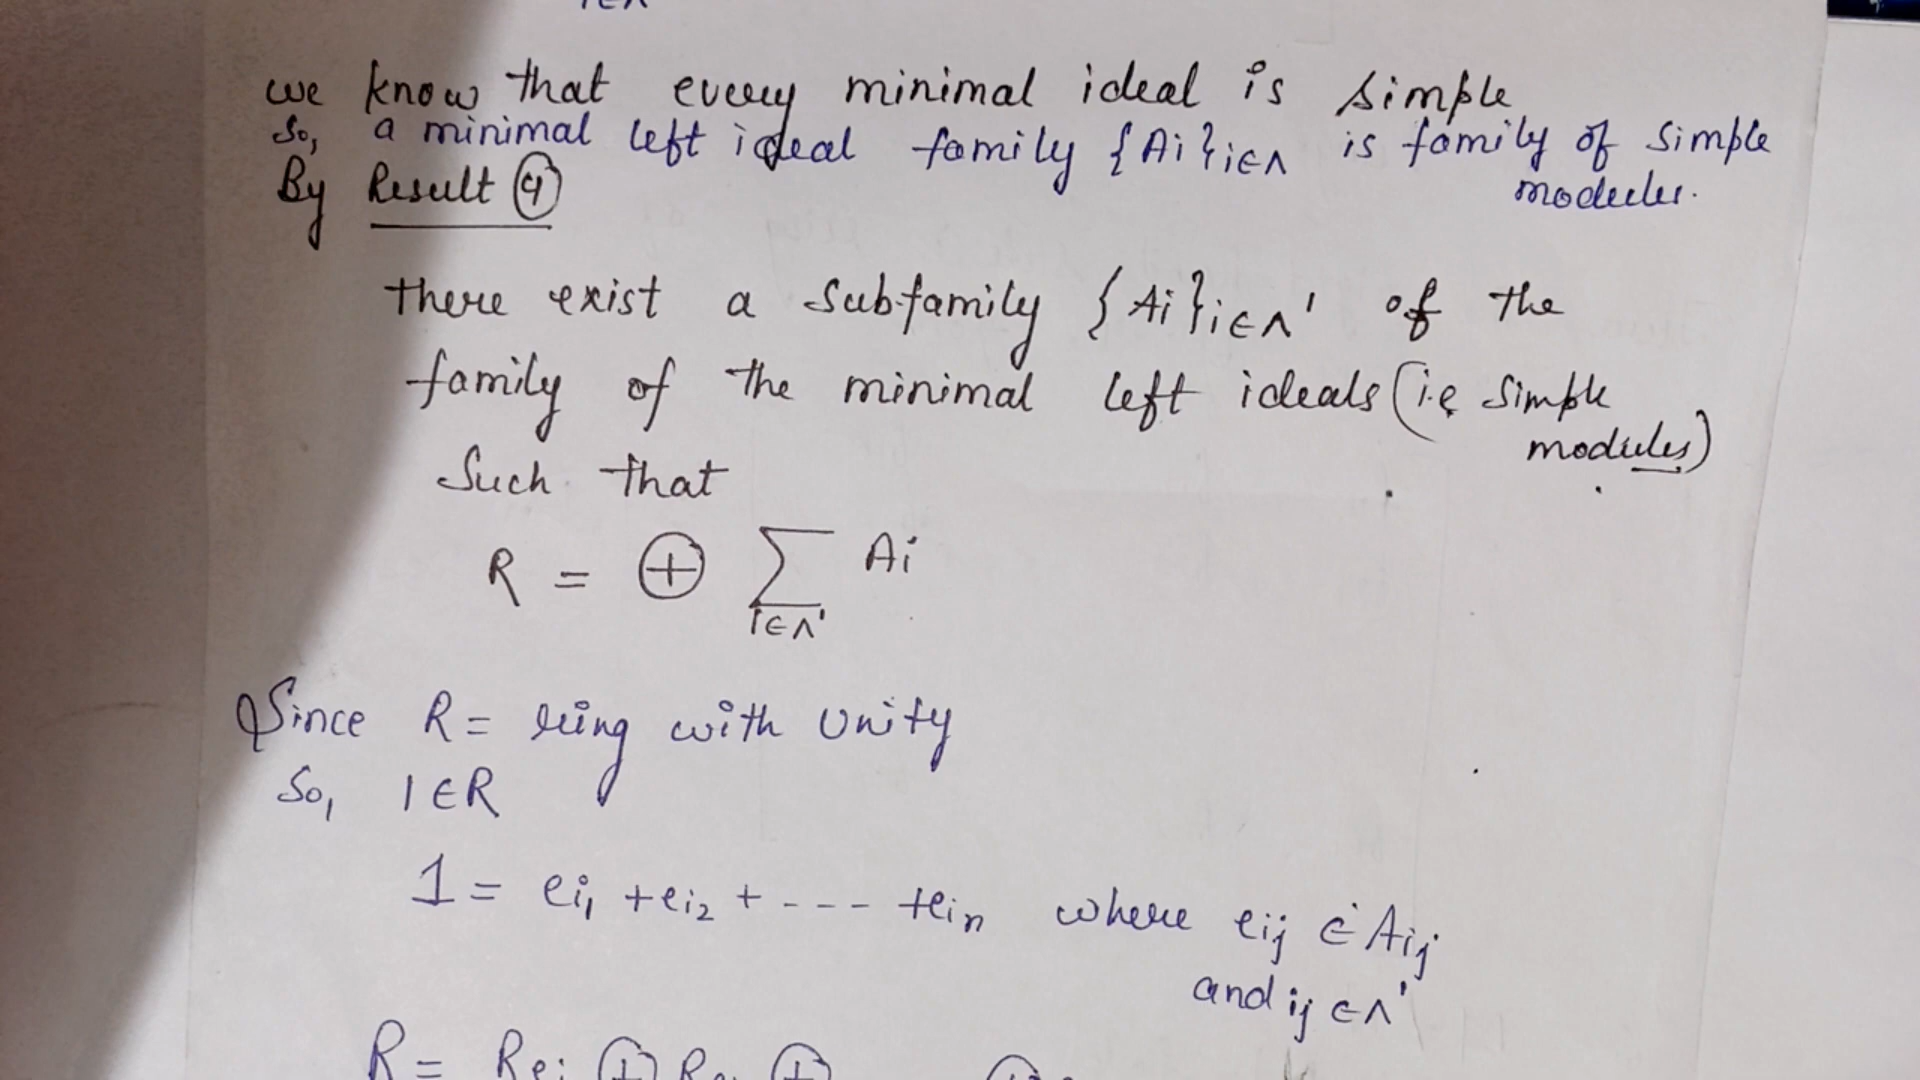 i∈Λ
we know that every minimal ideal is simple
So, a minimal left ideal family {Ai}i∈Λ is family of simple modules.
By Result ④
there exist a subfamily {Ai}i∈Λ' of the
family of the minimal left ideals (i.e simple modules)
Such that
R = ⊕ ∑ Ai
i∈Λ'
Since R = ring with unity
So, 1∈R
1 = ei₁ + ei₂ + ---- + ein where eij ∈ Aij
and ij ∈Λ'
R = Rei ⊕ Re ⊕